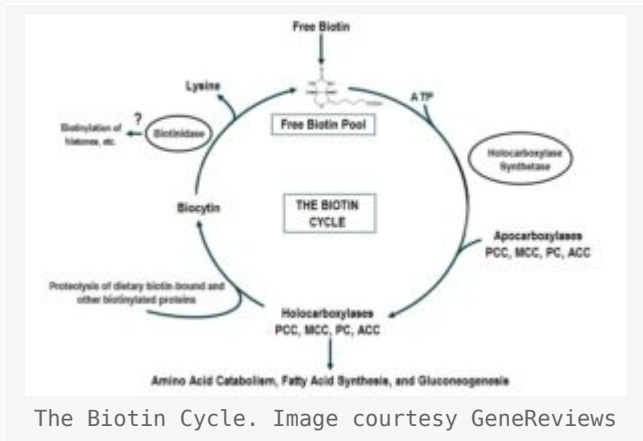 Free Biotin
Lysine
ATP
?
Biotinylation of
histones, etc.
Biotinidase
Free Biotin Pool
Holocarboxylase
Synthetase
Biocytin
THE BIOTIN
CYCLE
Apocarboxylases
PCC, MCC, PC, ACC
Proteolysis of dietary biotin-bound and
other biotinylated proteins
Holocarboxylases
PCC, MCC, PC, ACC
Amino Acid Catabolism, Fatty Acid Synthesis, and Gluconeogenesis
The Biotin Cycle. Image courtesy GeneReviews